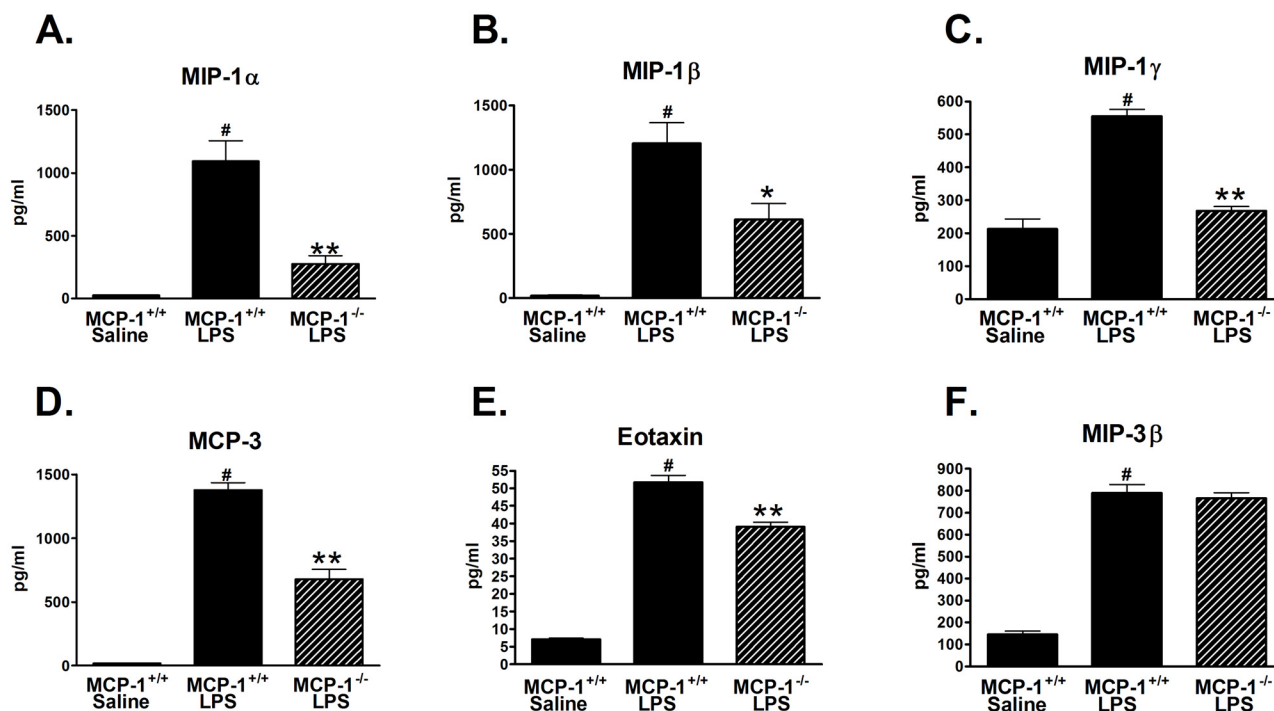 A.
MIP-1α
1500
1000
500
0
pg/ml
#
**
MCP-1+/+ MCP-1+/+ MCP-1-/-
Saline LPS LPS
B.
MIP-1β
1500
1000
500
0
pg/ml
#
*
MCP-1+/+ MCP-1+/+ MCP-1-/-
Saline LPS LPS
C.
MIP-1γ
600
500
400
300
200
100
0
pg/ml
#
**
MCP-1+/+ MCP-1+/+ MCP-1-/-
Saline LPS LPS
D.
MCP-3
1500
1000
500
0
pg/ml
#
**
MCP-1+/+ MCP-1+/+ MCP-1-/-
Saline LPS LPS
E.
Eotaxin
55
50
45
40
35
30
25
20
15
10
5
0
pg/ml
#
**
MCP-1+/+ MCP-1+/+ MCP-1-/-
Saline LPS LPS
F.
MIP-3β
900
800
700
600
500
400
300
200
100
0
pg/ml
#
MCP-1+/+ MCP-1+/+ MCP-1-/-
Saline LPS LPS